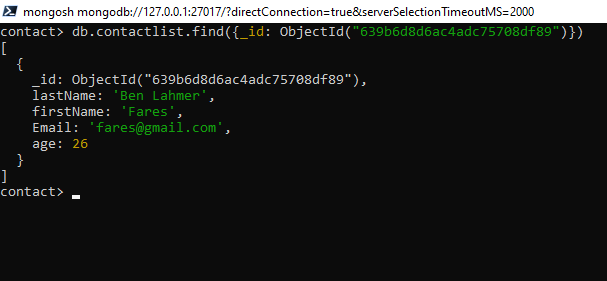 mongosh mongodb://127.0.0.1:27017/?directConnection=true&serverSelectionTimeoutMS=2000
contact> db.contactlist.find({_id: ObjectId("639b6d8d6ac4adc75708df89")})
[
  {
    _id: ObjectId("639b6d8d6ac4adc75708df89"),
    lastName: 'Ben Lahmer',
    firstName: 'Fares',
    Email: 'fares@gmail.com',
    age: 26
  }
]
contact>